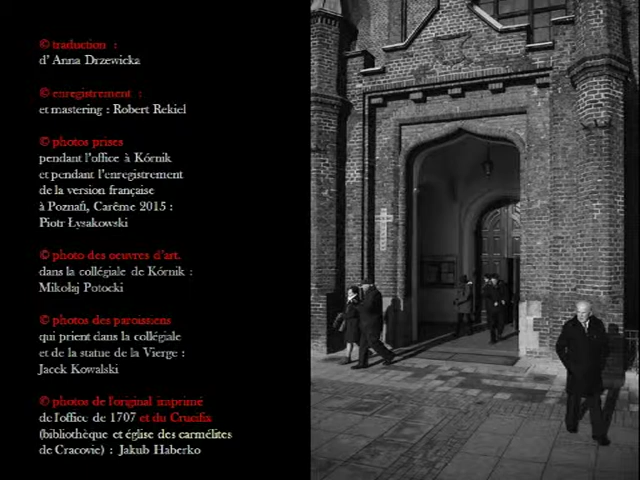 © traduction :
d' Anna Drzewicka
© enregistrement :
et mastering : Robert Rekiel
© photos prises
pendant l'office à Kórnik
et pendant l'enregistrement
de la version française
à Poznań, Carême 2015 :
Piotr Łysakowski
© photo des oeuvres d'art.
dans la collégiale de Kórnik :
Mikołaj Potocki
© photos des paroissiens
qui prient dans la collégiale
et de la statue de la Vierge :
Jacek Kowalski
© photos de l'original imprimé
de l'office de 1707 et du Crucifix
(bibliothèque et église des carmélites
de Cracovie) : Jakub Haberko